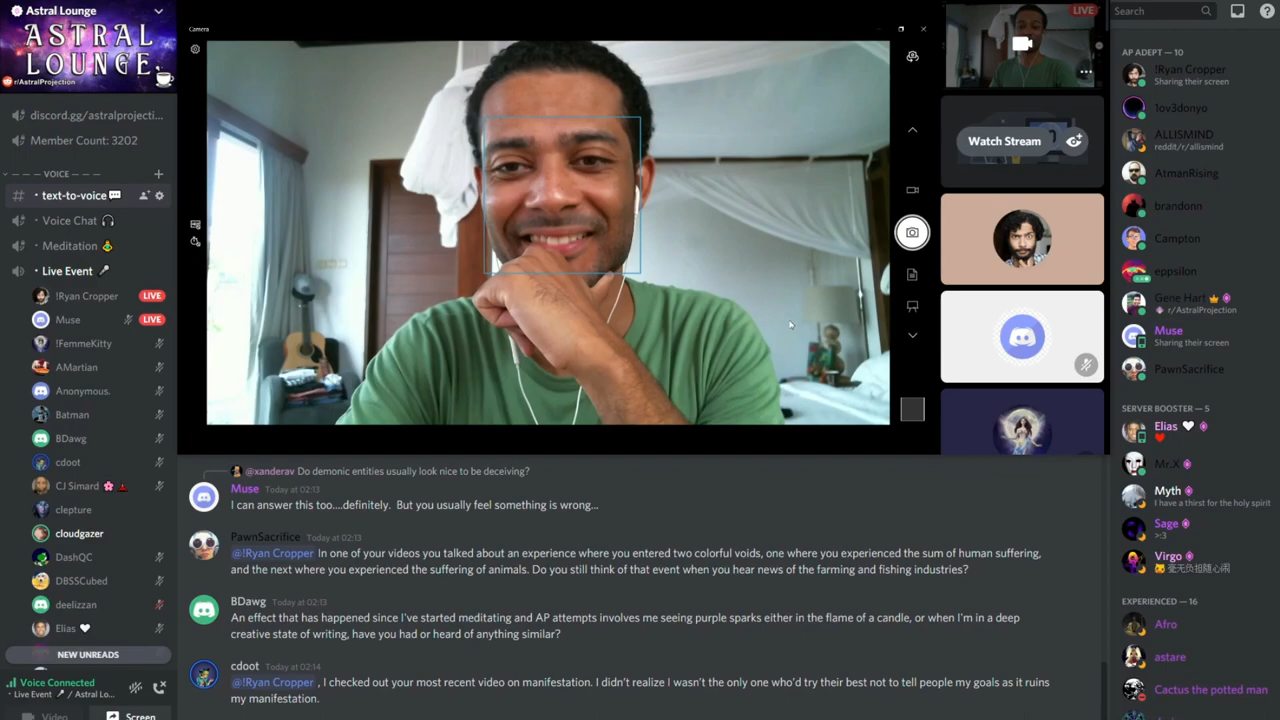 Astral Lounge
ASTRAL
LOUNGE
r/AstralProjection
discord.gg/astralprojecti...
Member Count: 3202
VOICE
text-to-voice
Voice Chat
Meditation
Live Event
!Ryan Cropper LIVE
Muse LIVE
!FemmeKitty
AMartian
Anonymous.
Batman
BDawg
cdoot
CJ Simard
clepture
cloudgazer
DashQC
DBSSCubed
deelizzan
Elias
NEW UNREADS
Voice Connected
Live Event / Astral Lo...
Video Screen
Camera
LIVE
Watch Stream
@xanderav Do demonic entities usually look nice to be deceiving?
Muse Today at 02:13
I can answer this too....definitely. But you usually feel something is wrong...
PawnSacrifice Today at 02:13
@!Ryan Cropper In one of your videos you talked about an experience where you entered two colorful voids, one where you experienced the sum of human suffering,
and the next where you experienced the suffering of animals. Do you still think of that event when you hear news of the farming and fishing industries?
BDawg Today at 02:13
An effect that has happened since I've started meditating and AP attempts involves me seeing purple sparks either in the flame of a candle, or when I'm in a deep
creative state of writing, have you had or heard of anything similar?
cdoot Today at 02:14
@!Ryan Cropper , I checked out your most recent video on manifestation. I didn't realize I wasn't the only one who'd try their best not to tell people my goals as it ruins
my manifestation.
Search
AP ADEPT — 10
!Ryan Cropper
Sharing their screen
1ov3donyo
ALLISMIND
reddit/r/allismind
AtmanRising
brandonn
Campton
eppsilon
Gene Hart
r/AstralProjection
Muse
Sharing their screen
PawnSacrifice
SERVER BOOSTER — 5
Elias
Mr.X
Myth
I have a thirst for the holy spirit
Sage
>:3
Virgo
毫无负担随心闹
EXPERIENCED — 16
Afro
astare
Cactus the potted man